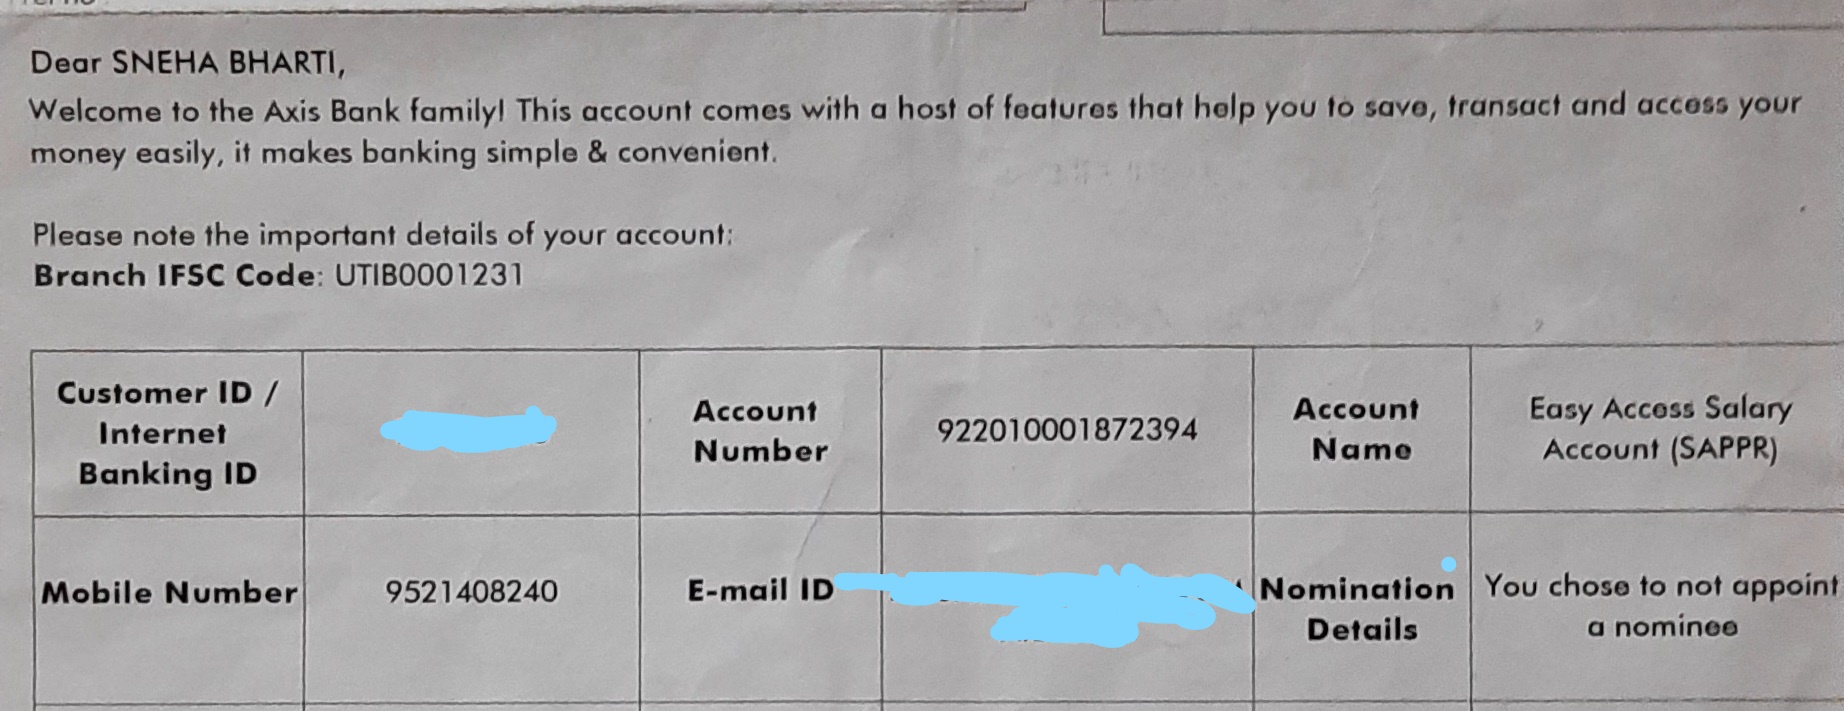 Dear SNEHA BHARTI,
Welcome to the Axis Bank family! This account comes with a host of features that help you to save, transact and access your
money easily, it makes banking simple & convenient.
Please note the important details of your account:
Branch IFSC Code: UTIB0001231
Customer ID /
Internet
Banking ID
Account
Number
922010001872394
Account
Name
Easy Access Salary
Account (SAPPR)
Mobile Number
9521408240
E-mail ID
Nomination
Details
You chose to not appoint
a nominee